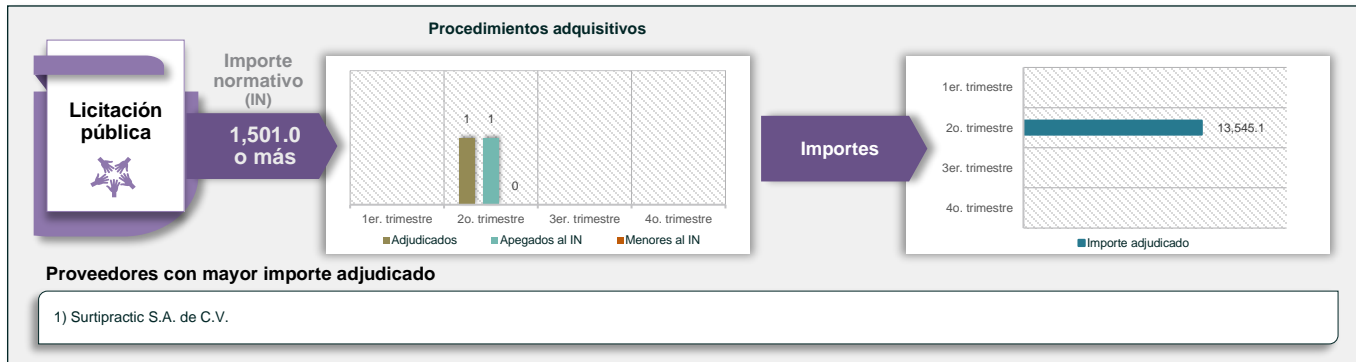 Procedimientos adquisitivos
Licitación
pública
Importe
normativo
(IN)
1,501.0
o más
1
1
0
1er. trimestre
2o. trimestre
3er. trimestre
4o. trimestre
Adjudicados
Apegados al IN
Menores al IN
Importes
1er. trimestre
2o. trimestre
13,545.1
3er. trimestre
4o. trimestre
Importe adjudicado
Proveedores con mayor importe adjudicado
1) Surtipractic S.A. de C.V.